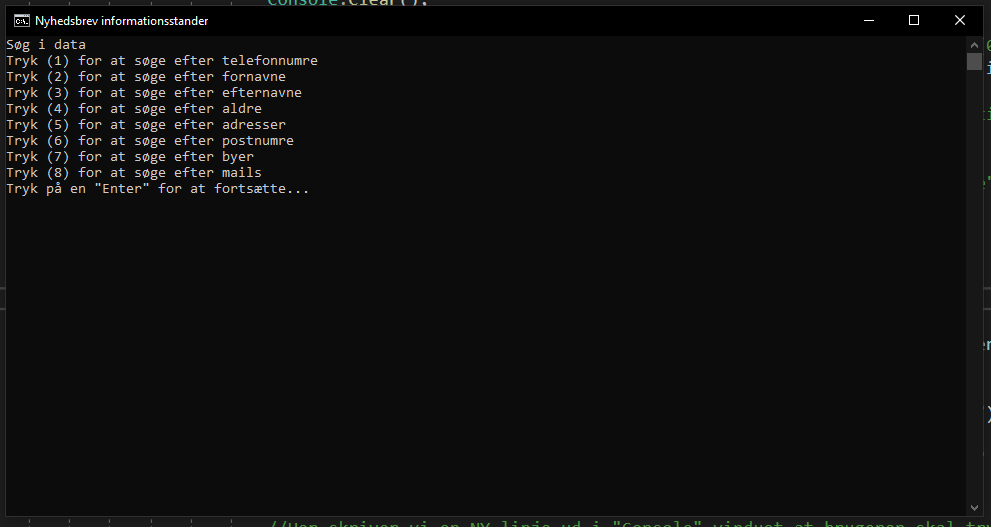 Console.Clear();
Nyhedsbrev informationsstander
Søg i data
Tryk (1) for at søge efter telefonnumre
Tryk (2) for at søge efter fornavne
Tryk (3) for at søge efter efternavne
Tryk (4) for at søge efter aldre
Tryk (5) for at søge efter adresser
Tryk (6) for at søge efter postnumre
Tryk (7) for at søge efter byer
Tryk (8) for at søge efter mails
Tryk på en "Enter" for at fortsætte...
//Her skriver vi en NY linje ud i "Console" vinduet at brugeren skal